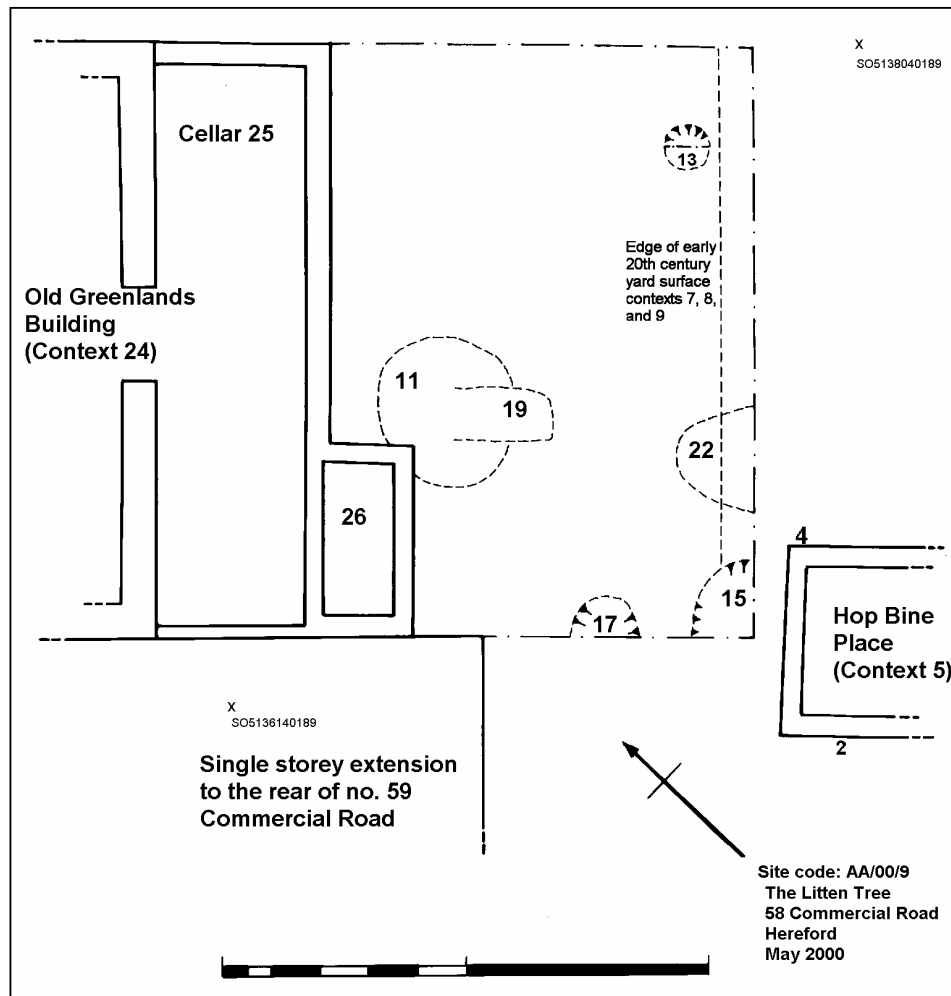 X
SO5138040189
Cellar 25
13
Edge of early
20th century
yard surface
contexts 7, 8,
and 9
Old Greenlands
Building
(Context 24)
11
19
22
26
4
15
17
Hop Bine
Place
(Context 5)
2
X
SO5136140189
Single storey extension
to the rear of no. 59
Commercial Road
Site code: AA/00/9
The Litten Tree
58 Commercial Road
Hereford
May 2000